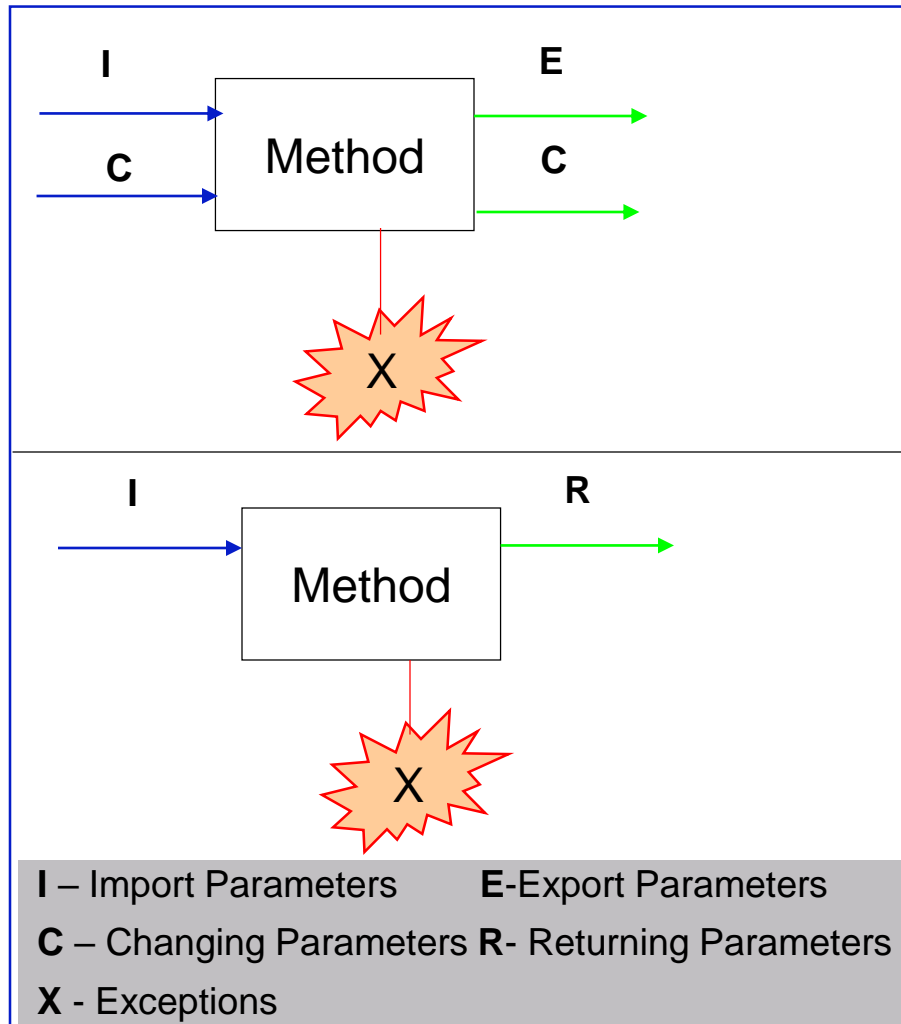 I E
C Method C
X
I R
Method
X
I – Import Parameters E-Export Parameters
C – Changing Parameters R- Returning Parameters
X - Exceptions